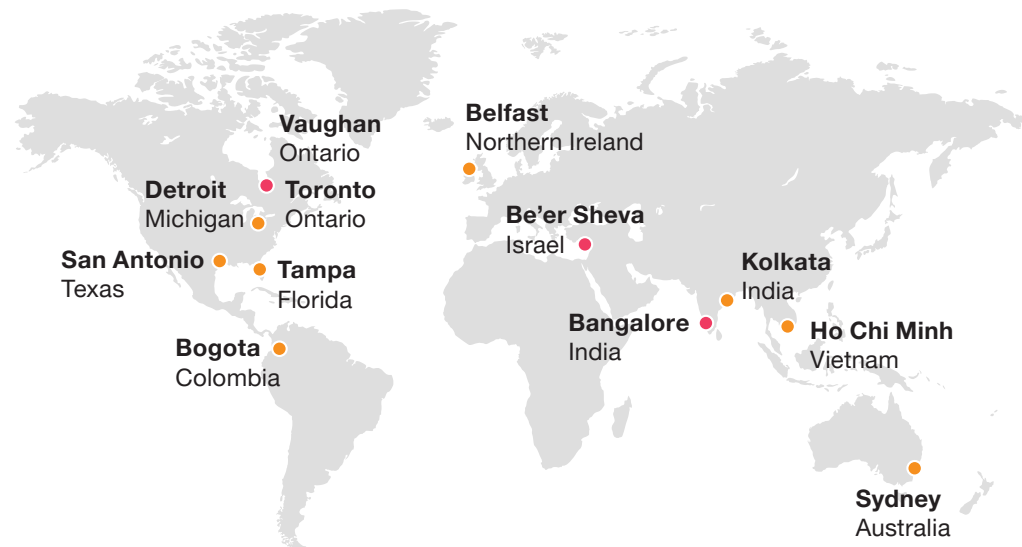 Vaughan
Ontario
Belfast
Northern Ireland
Detroit
Michigan
Toronto
Ontario
Be’er Sheva
Israel
San Antonio
Texas
Tampa
Florida
Kolkata
India
Bangalore
India
Ho Chi Minh
Vietnam
Bogota
Colombia
Sydney
Australia